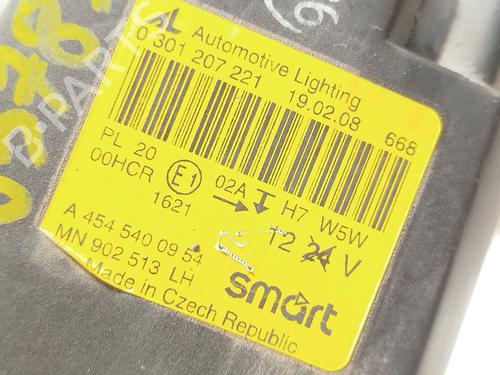 AL Automotive Lighting
0 301 207 221 19.02.08
668
PL 20
00HCR E1 02A H7 W5W
1621
12 24 V
A 454 540 09 54
MN 902 513 LH
smart
Made in Czech Republic
B-PARTS